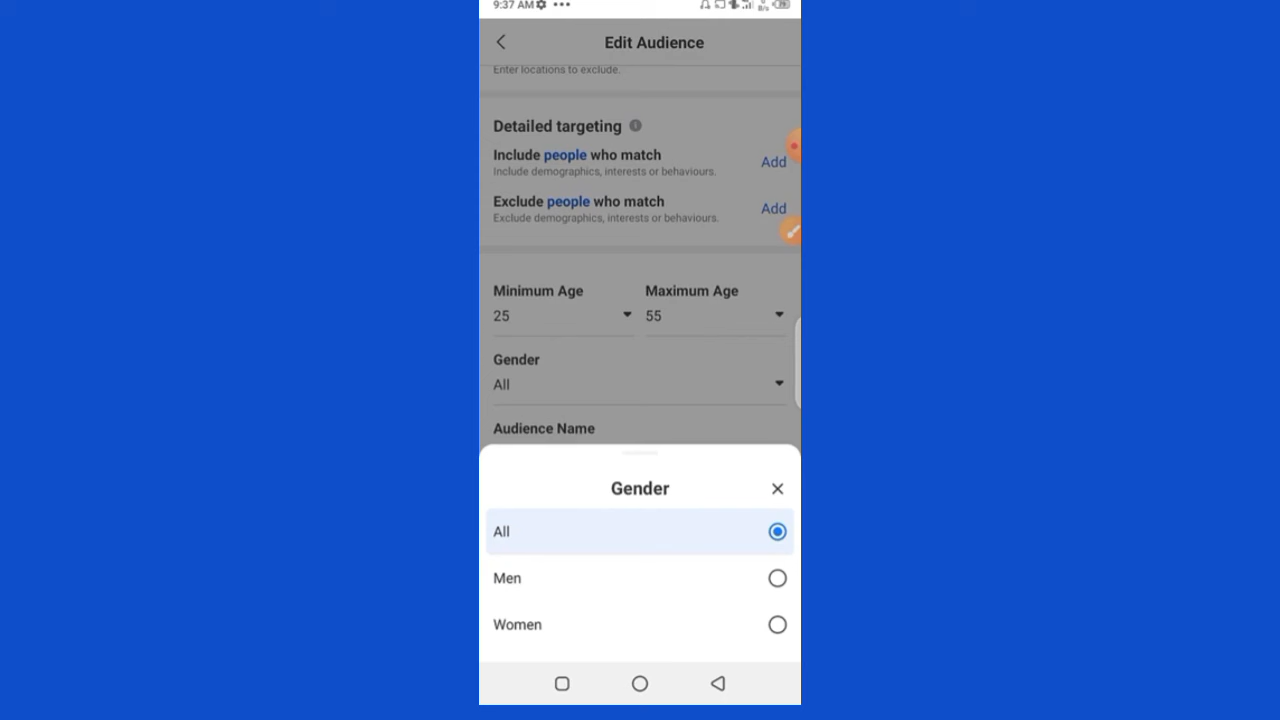 9:37 AM
Edit Audience
Enter locations to exclude.
Detailed targeting
Include people who match
Add
Include demographics, interests or behaviours.
Exclude people who match
Add
Exclude demographics, interests or behaviours.
Minimum Age
Maximum Age
25
55
Gender
All
Audience Name
Gender
All
Men
Women